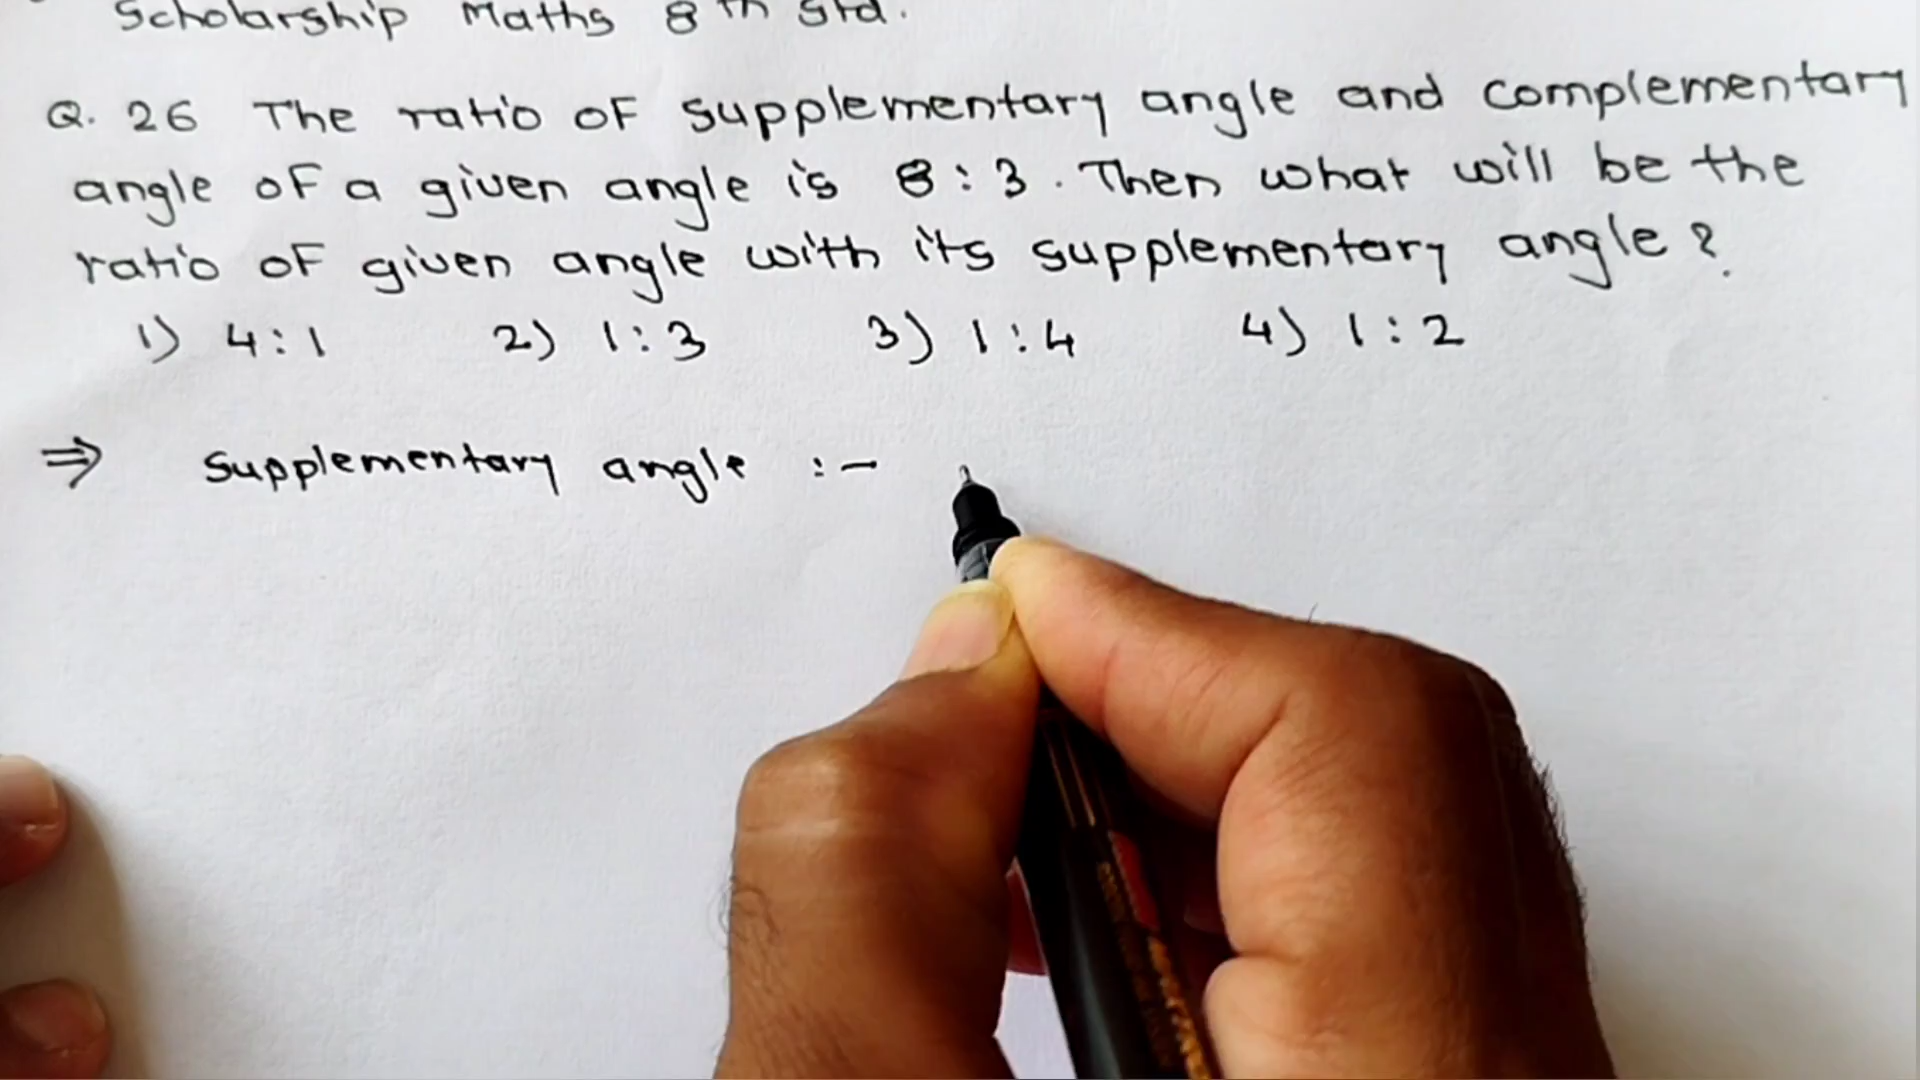 Scholarship Maths 8th std.
Q. 26 The ratio of supplementary angle and complementary
angle of a given angle is 8 : 3. Then what will be the
ratio of given angle with its supplementary angle?
1) 4 : 1 2) 1 : 3 3) 1 : 4 4) 1 : 2
⇒ Supplementary angle :-